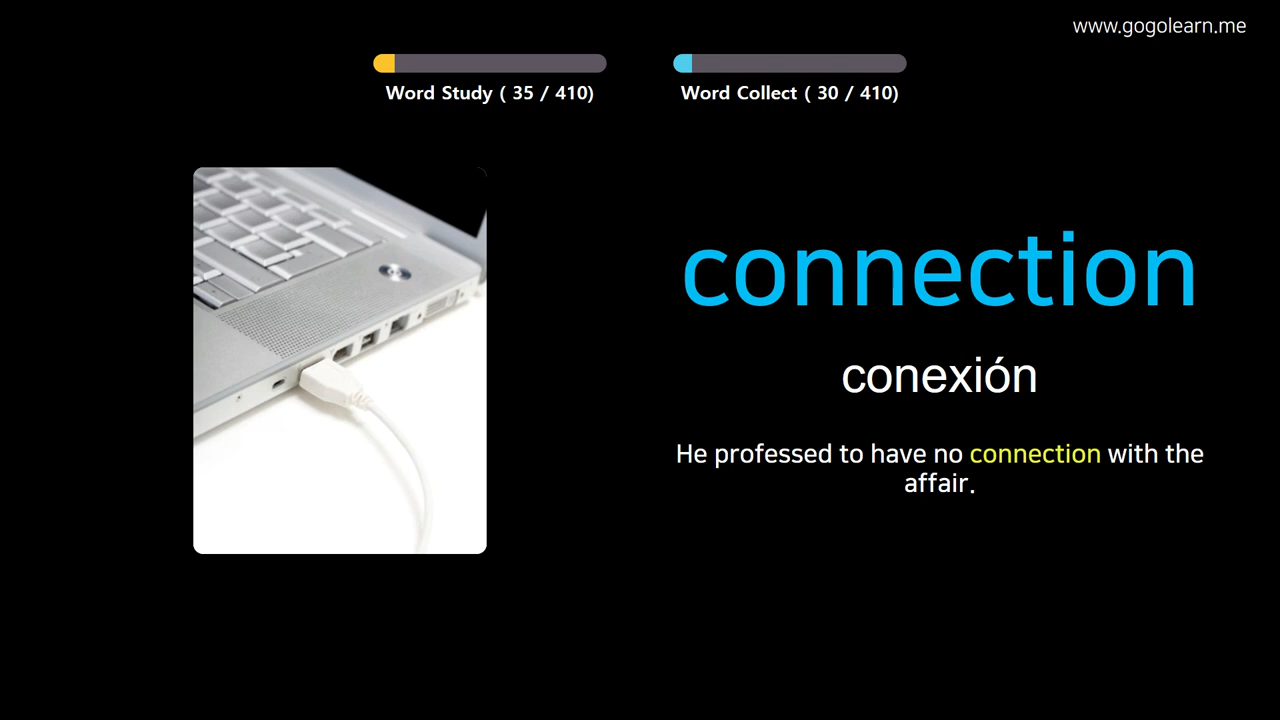 www.gogolearn.me
Word Study ( 35 / 410)
Word Collect ( 30 / 410)
connection
conexión
He professed to have no connection with the
affair.